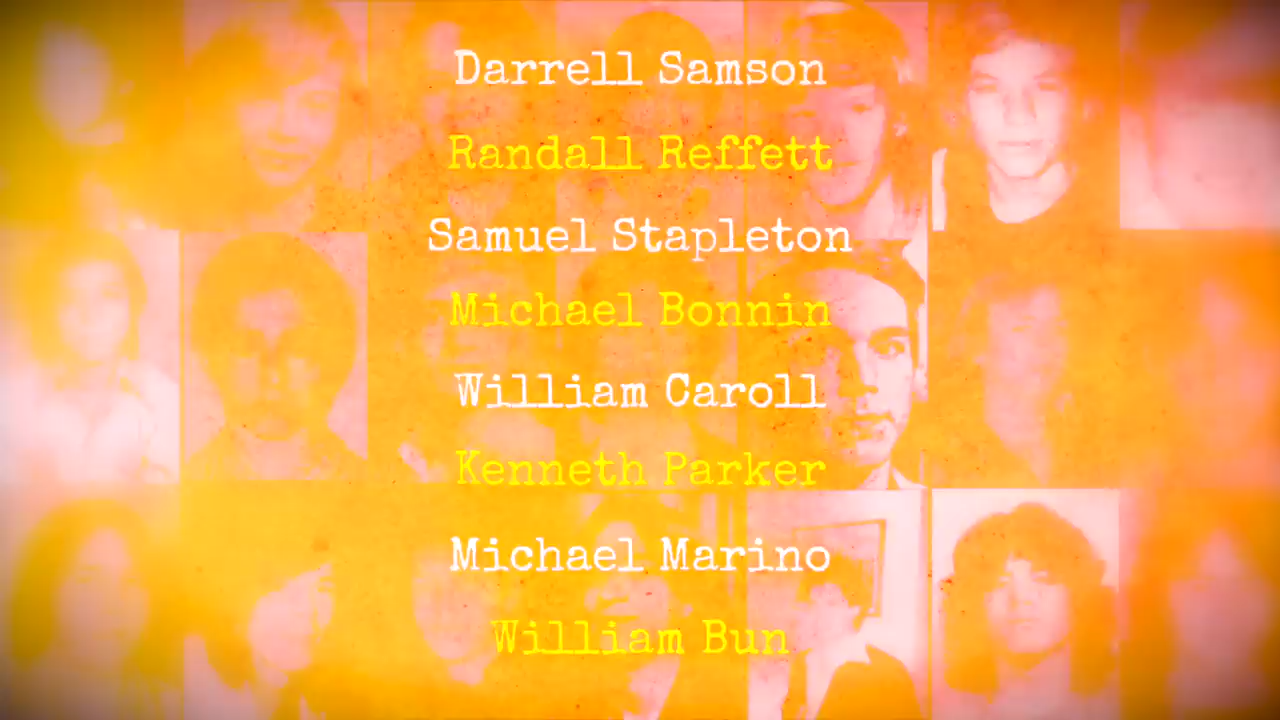 Darrell Samson
Randall Reffett
Samuel Stapleton
Michael Bonnin
William Caroll
Kenneth Parker
Michael Marino
William Bun